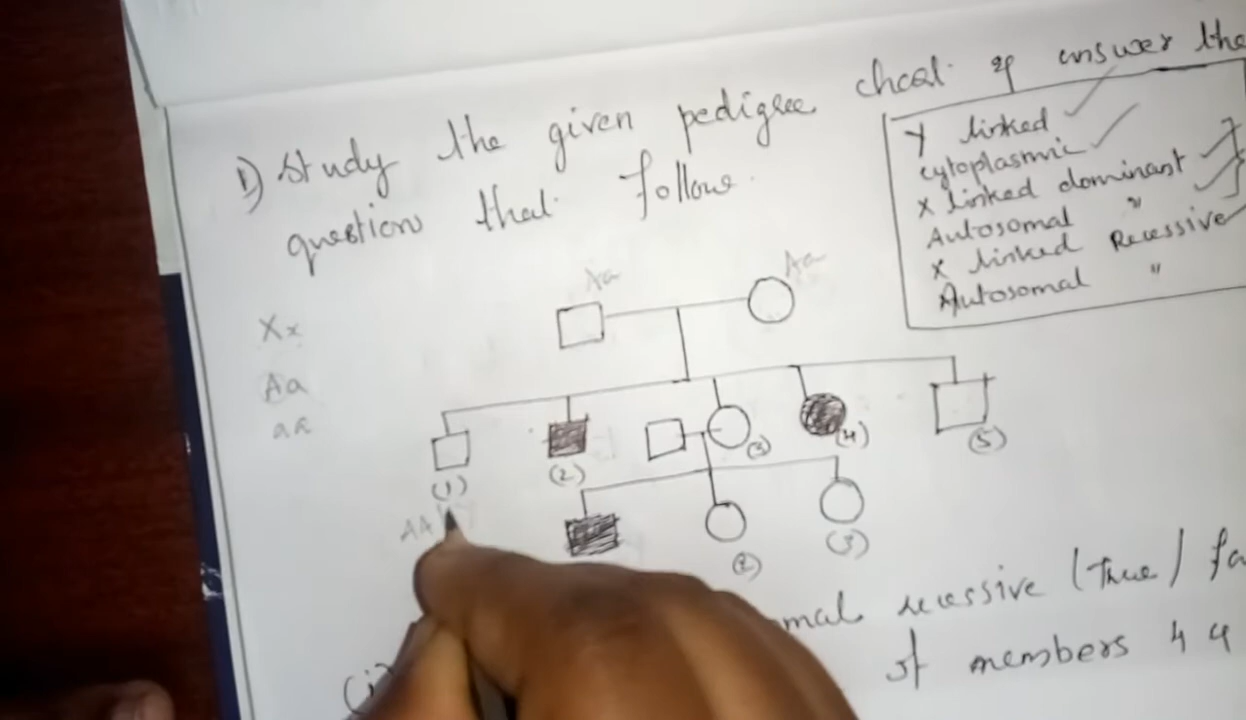 1) Study the given pedigree cheat & answer the
question that follows.
Y linked
cytoplasmic
X linked dominant
Autosomal "
X linked Recessive
Autosomal "
Aa Aa
Xx
Aa
aa
(1) (2) (3) (4) (5)
AA
(2) (3)
mal recessive (True) fa
of members 4 4
(i)